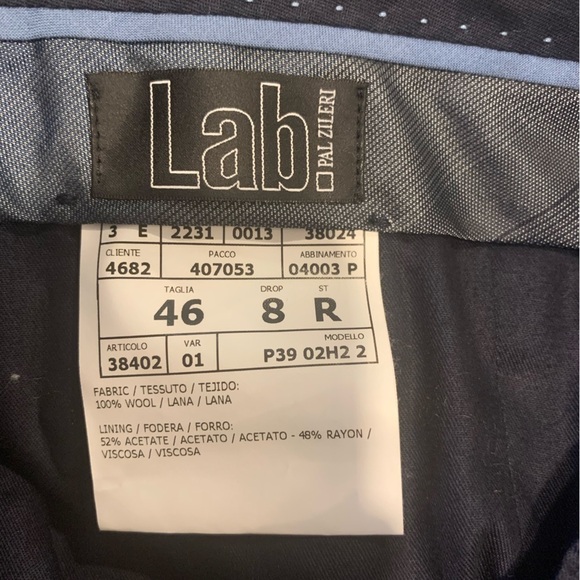 Lab.
PAL ZILERI
3 E 2231 0013 38024
CLIENTE PACCO ABBINAMENTO
4682 407053 04003 P
TAGLIA DROP ST
46 8 R
ARTICOLO VAR MODELLO
38402 01 P39 02H2 2
FABRIC / TESSUTO / TEJIDO:
100% WOOL / LANA / LANA
LINING / FODERA / FORRO:
52% ACETATE / ACETATO / ACETATO - 48% RAYON /
VISCOSA / VISCOSA